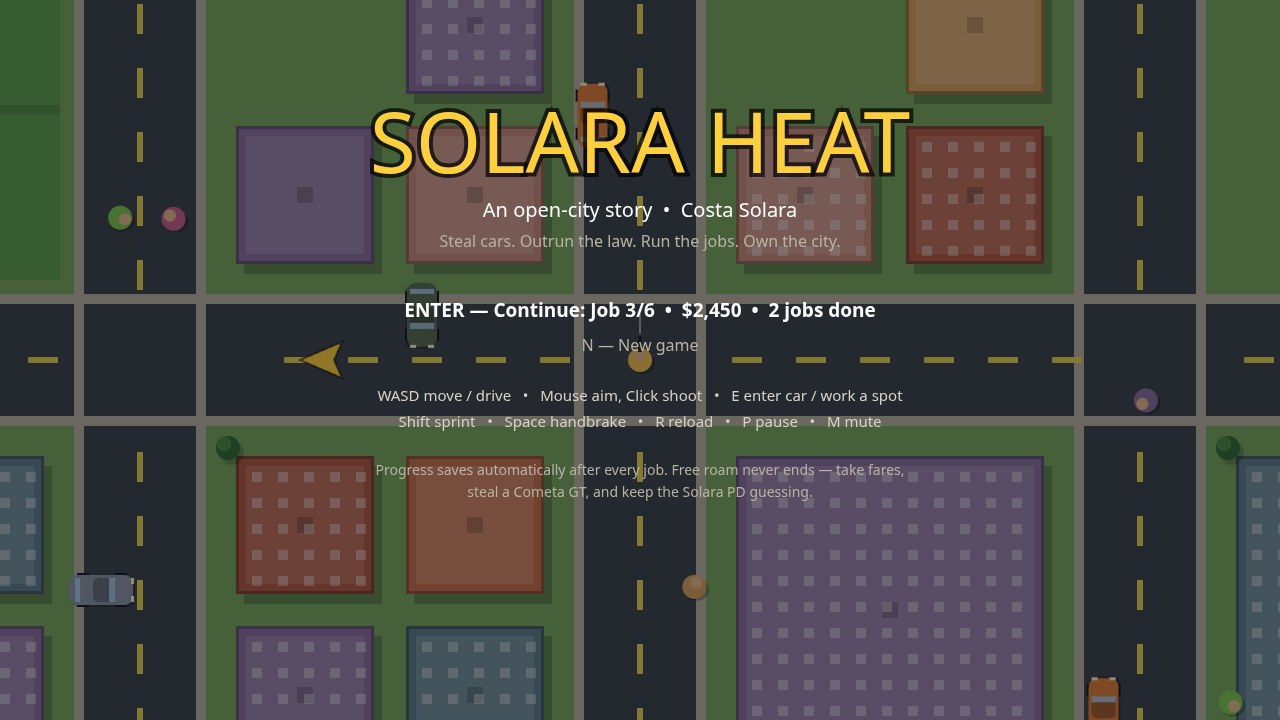 SOLARA HEAT
An open-city story • Costa Solara
Steal cars. Outrun the law. Run the jobs. Own the city.
ENTER — Continue: Job 3/6 • $2,450 • 2 jobs done
N — New game
WASD move / drive • Mouse aim, Click shoot • E enter car / work a spot
Shift sprint • Space handbrake • R reload • P pause • M mute
Progress saves automatically after every job. Free roam never ends — take fares,
steal a Cometa GT, and keep the Solara PD guessing.